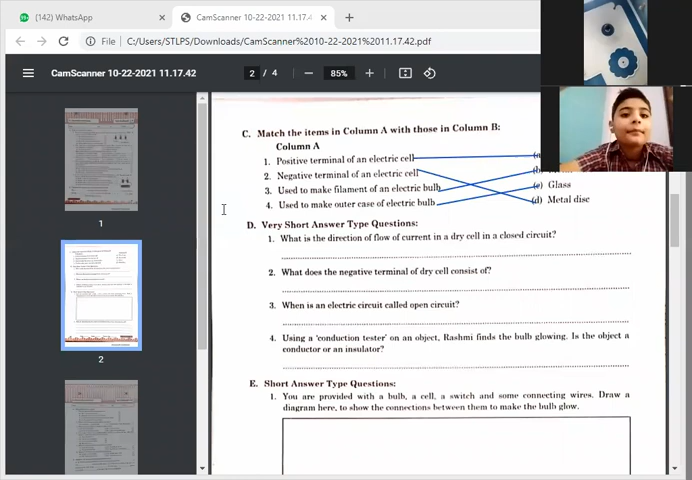 (142) WhatsApp
CamScanner 10-22-2021 11.17.4
File
C:/Users/STLPS/Downloads/CamScanner%2010-22-2021%2011.17.42.pdf
CamScanner 10-22-2021 11.17.42
2 / 4
85%
C. Match the items in Column A with those in Column B:
Column A
1. Positive terminal of an electric cell
2. Negative terminal of an electric cell
3. Used to make filament of an electric bulb
(c) Glass
4. Used to make outer case of electric bulb
(d) Metal disc
D. Very Short Answer Type Questions:
1. What is the direction of flow of current in a dry cell in a closed circuit?
2. What does the negative terminal of dry cell consist of?
3. When is an electric circuit called open circuit?
4. Using a 'conduction tester' on an object, Rashmi finds the bulb glowing. Is the object a
conductor or an insulator?
E. Short Answer Type Questions:
1. You are provided with a bulb, a cell, a switch and some connecting wires. Draw a
diagram here, to show the connections between them to make the bulb glow.
1
2